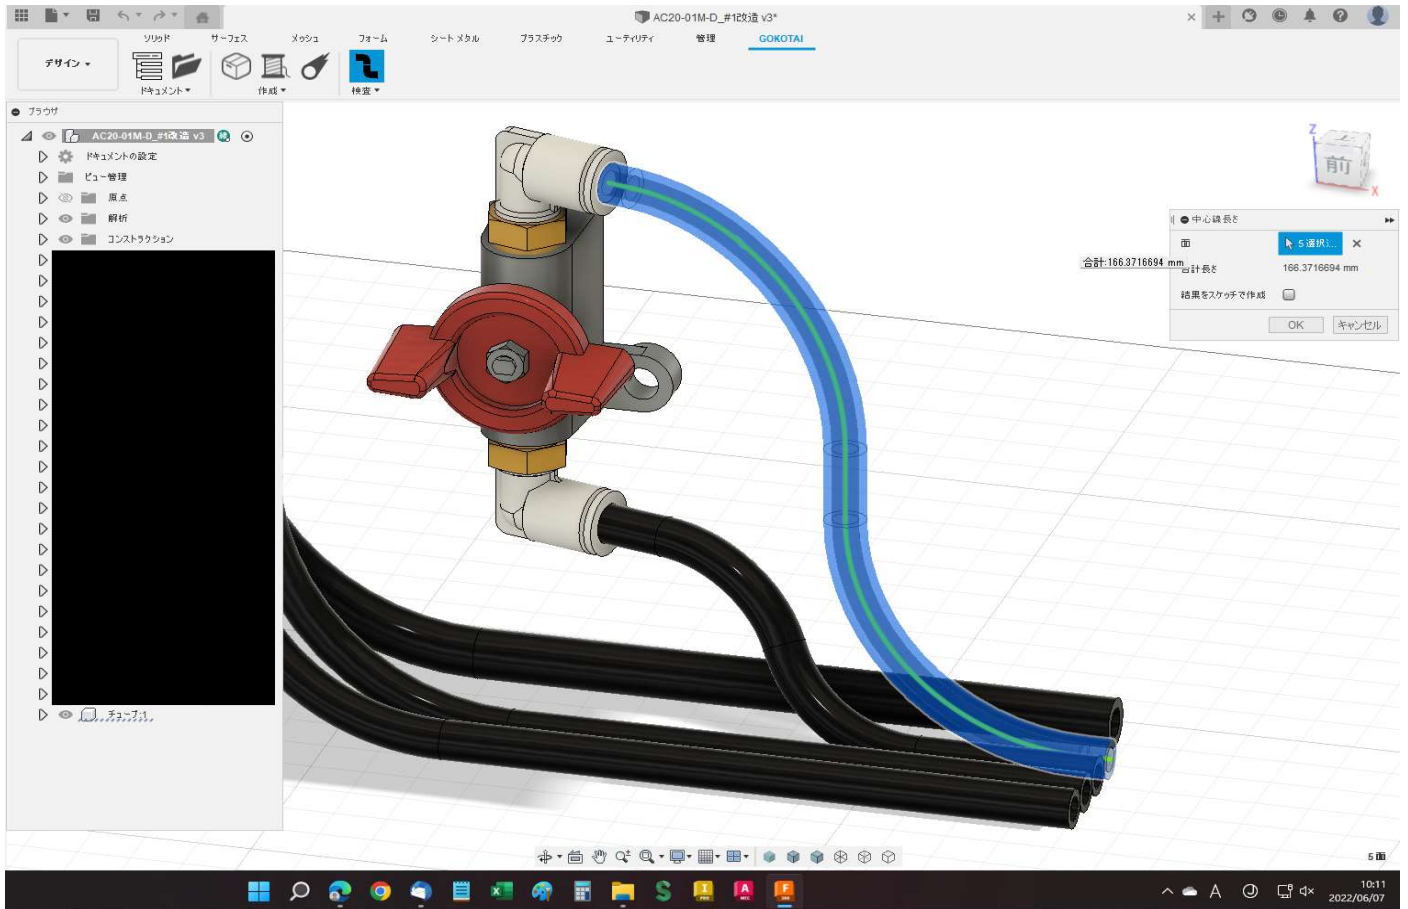 AC20-01M-D_#1改造 v3*
ソリッド サーフェス メッシュ フォーム シート メタル プラスチック ユーティリティ 管理 GOKOTAI
デザイン
ドキュメント 作成 検査
ブラウザ
AC20-01M-D_#1改造 v3
ドキュメントの設定
ビュー管理
原点
解析
コンストラクション
チューブ:1
Z
前
X
中心線長さ
面 5 選択...
合計:166.3716694 mm
合計長さ 166.3716694 mm
結果をスケッチで作成
OK キャンセル
5 面
A
10:11
2022/06/07